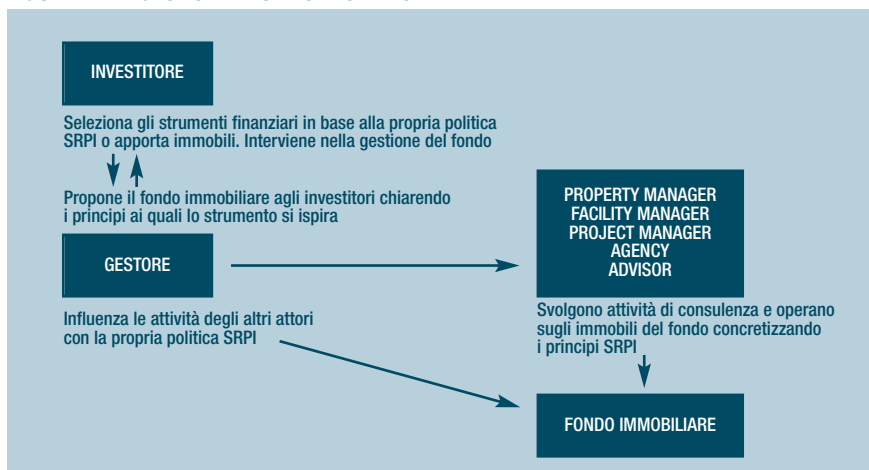 INVESTITORE
Seleziona gli strumenti finanziari in base alla propria politica
SRPI o apporta immobili. Interviene nella gestione del fondo
Propone il fondo immobiliare agli investitori chiarendo
i principi ai quali lo strumento si ispira
GESTORE
Influenza le attività degli altri attori
con la propria politica SRPI
PROPERTY MANAGER
FACILITY MANAGER
PROJECT MANAGER
AGENCY
ADVISOR
Svolgono attività di consulenza e operano
sugli immobili del fondo concretizzando
i principi SRPI
FONDO IMMOBILIARE